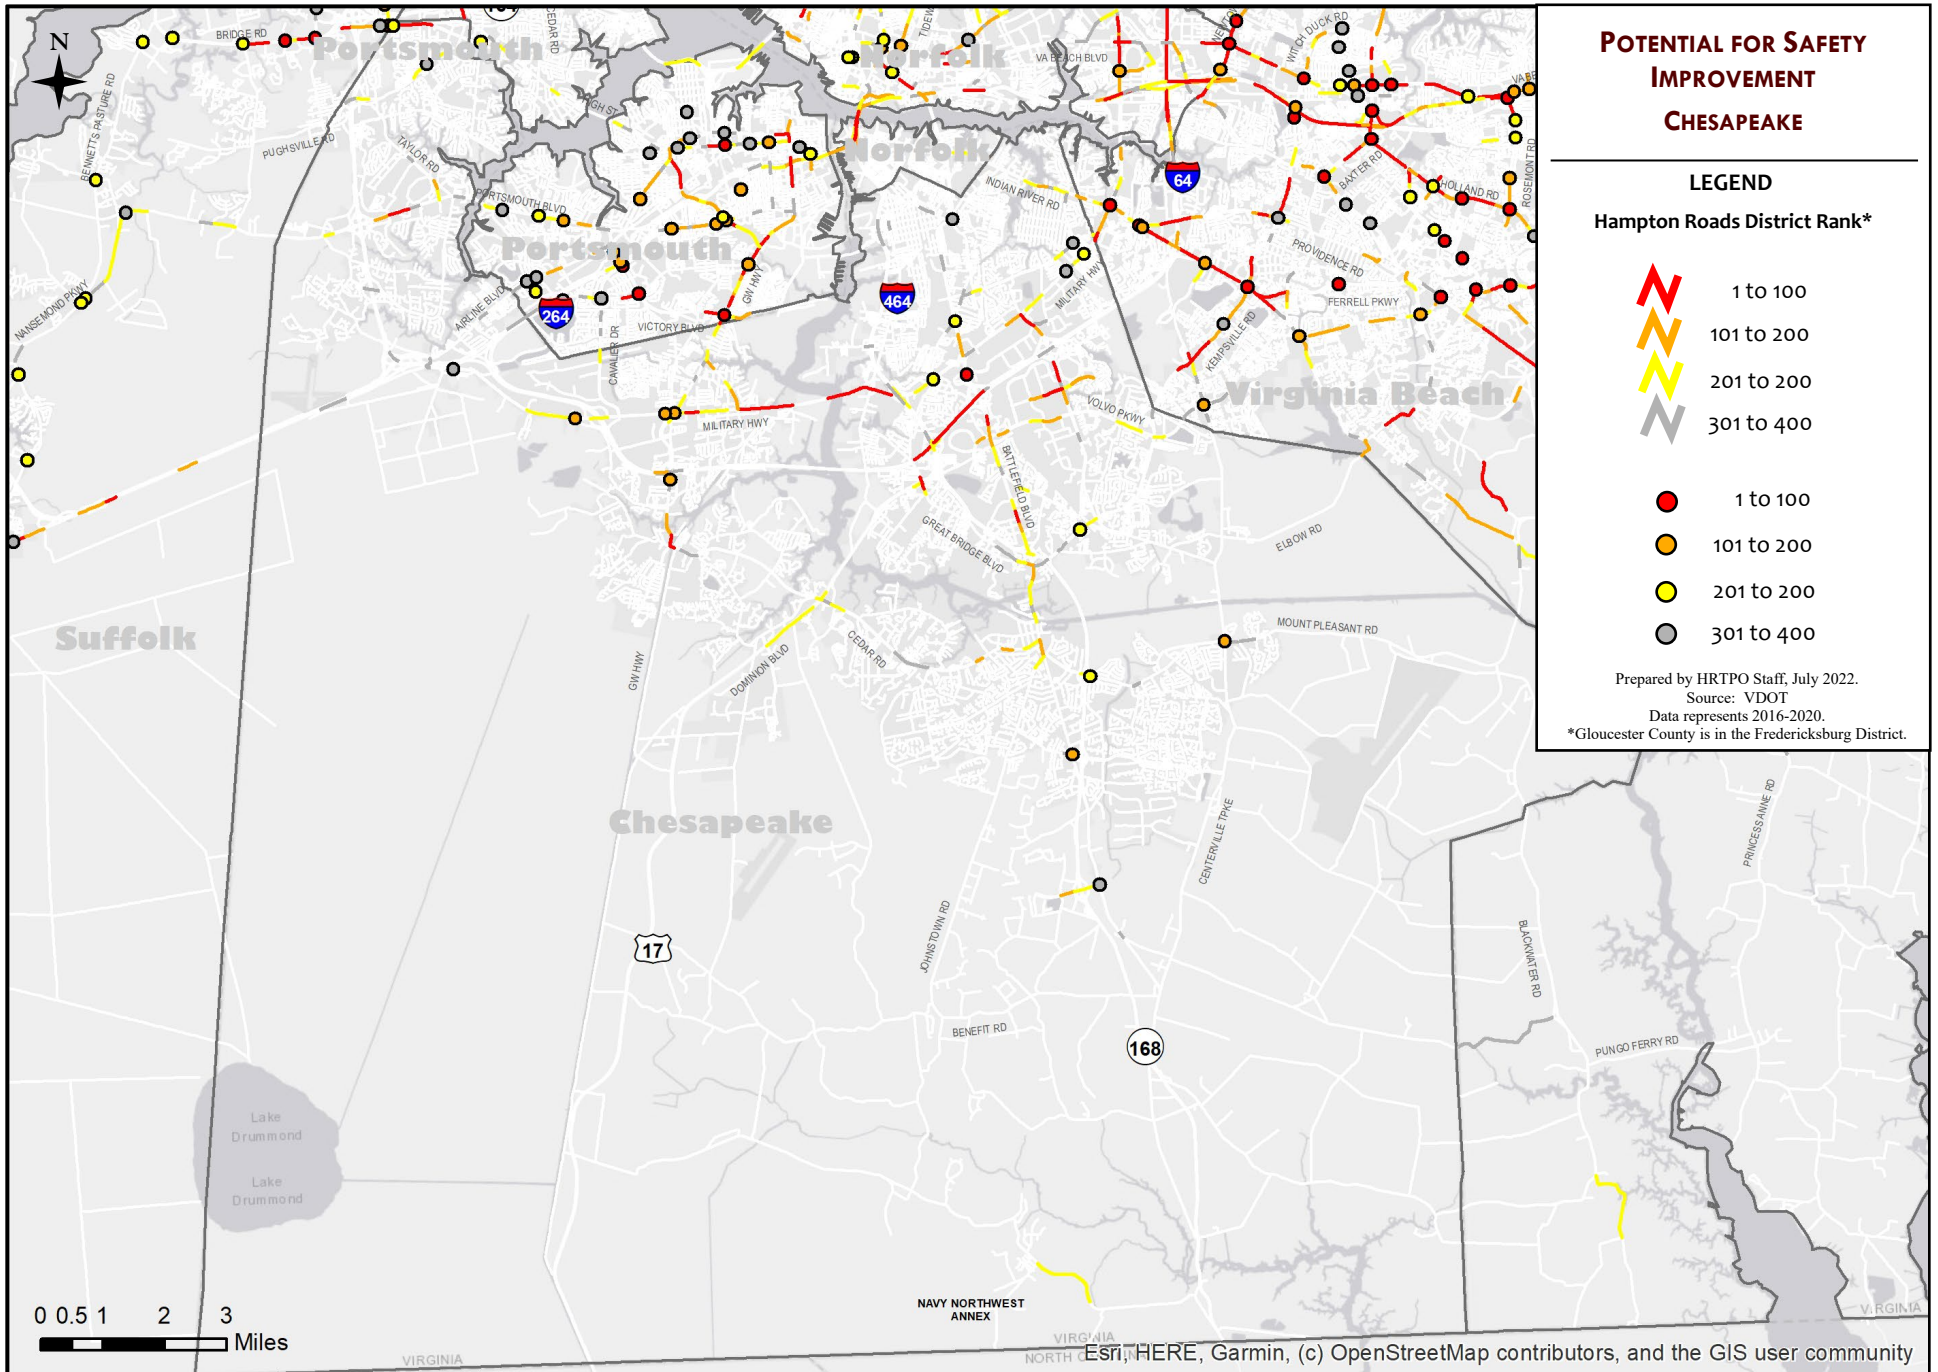 POTENTIAL FOR SAFETY
IMPROVEMENT
CHESAPEAKE
LEGEND
Hampton Roads District Rank*
1 to 100
101 to 200
201 to 200
301 to 400
1 to 100
101 to 200
201 to 200
301 to 400
Prepared by HRTPO Staff, July 2022.
Source: VDOT
Data represents 2016-2020.
*Gloucester County is in the Fredericksburg District.
N
BRIDGE RD
Portsmouth
CEDAR RD
Norfolk
VA BEACH BLVD
WITCH DUCK RD
BENNETTS PASTURE RD
PUGHSVILLE RD
TAYLOR RD
Norfolk
64
BAXTER RD
HOLLAND RD
ROSEMONT RD
INDIAN RIVER RD
PORTSMOUTH BLVD
Portsmouth
PROVIDENCE RD
FERRELL PKWY
NANSEMOND PKWY
AIRLINE BLVD
264
VICTORY BLVD
GW HWY
464
MILITARY HWY
KEMPSVILLE RD
CAVALIER DR
Virginia Beach
VOLVO PKWY
MILITARY HWY
BATTLEFIELD BLVD
GREAT BRIDGE BLVD
ELBOW RD
Suffolk
GW HWY
DOMINION BLVD
CEDAR RD
MOUNT PLEASANT RD
Chesapeake
CENTERVILLE TPKE
PRINCESS ANNE RD
17
JOHNSTOWN RD
BLACKWATER RD
BENEFIT RD
168
PUNGO FERRY RD
Lake
Drummond
Lake
Drummond
NAVY NORTHWEST
ANNEX
0 0.5 1 2 3
Miles
VIRGINIA
VIRGINIA
VIRGINIA
Esri, HERE, Garmin, (c) OpenStreetMap contributors, and the GIS user community